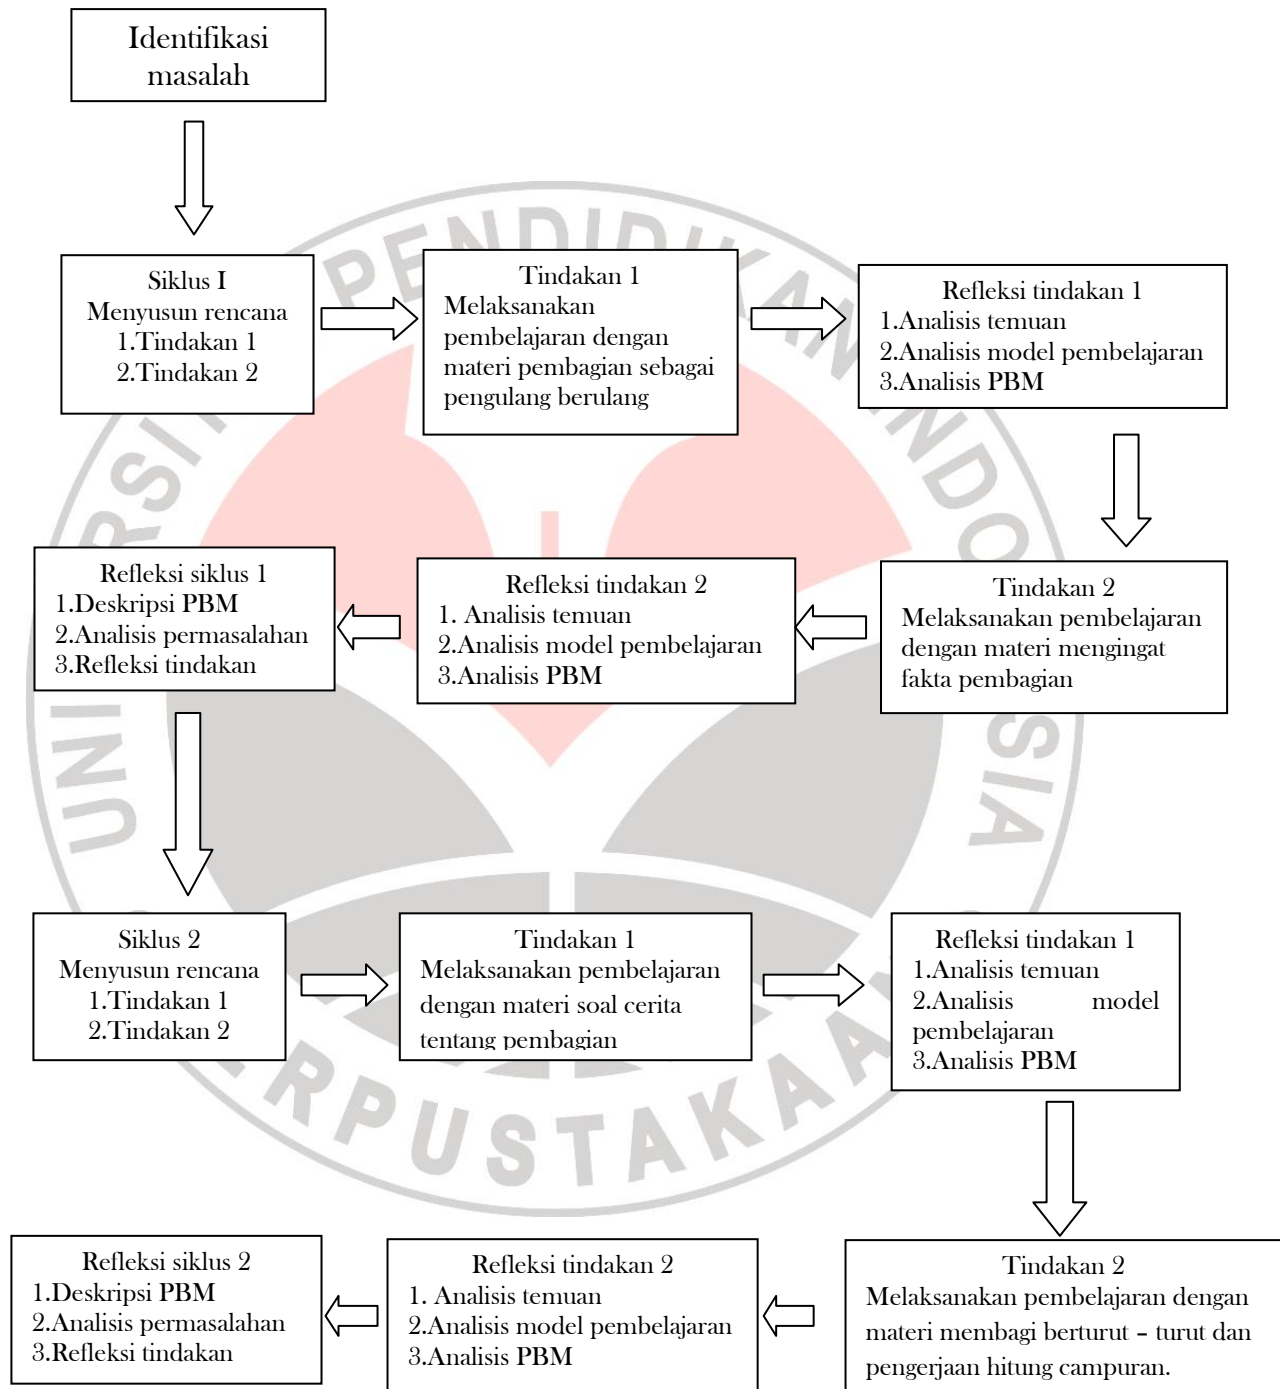 Identifikasi
masalah
Siklus I
Menyusun rencana
1.Tindakan 1
2.Tindakan 2
Tindakan 1
Melaksanakan
pembelajaran dengan
materi pembagian sebagai
pengulang berulang
Refleksi tindakan 1
1.Analisis temuan
2.Analisis model pembelajaran
3.Analisis PBM
Tindakan 2
Melaksanakan pembelajaran
dengan materi mengingat
fakta pembagian
Refleksi tindakan 2
1. Analisis temuan
2.Analisis model pembelajaran
3.Analisis PBM
Refleksi siklus 1
1.Deskripsi PBM
2.Analisis permasalahan
3.Refleksi tindakan
Siklus 2
Menyusun rencana
1.Tindakan 1
2.Tindakan 2
Tindakan 1
Melaksanakan pembelajaran
dengan materi soal cerita
tentang pembagian
Refleksi tindakan 1
1.Analisis temuan
2.Analisis model
pembelajaran
3.Analisis PBM
Tindakan 2
Melaksanakan pembelajaran dengan
materi membagi berturut – turut dan
pengerjaan hitung campuran.
Refleksi tindakan 2
1. Analisis temuan
2.Analisis model pembelajaran
3.Analisis PBM
Refleksi siklus 2
1.Deskripsi PBM
2.Analisis permasalahan
3.Refleksi tindakan